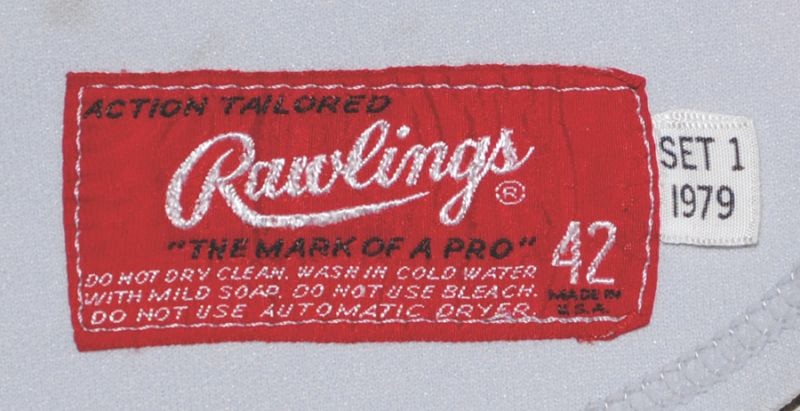 ACTION TAILORED
Rawlings®
"THE MARK OF A PRO"
DO NOT DRY CLEAN. WASH IN COLD WATER
WITH MILD SOAP. DO NOT USE BLEACH.
DO NOT USE AUTOMATIC DRYER.
42
MADE IN
U.S.A.
SET 1
1979